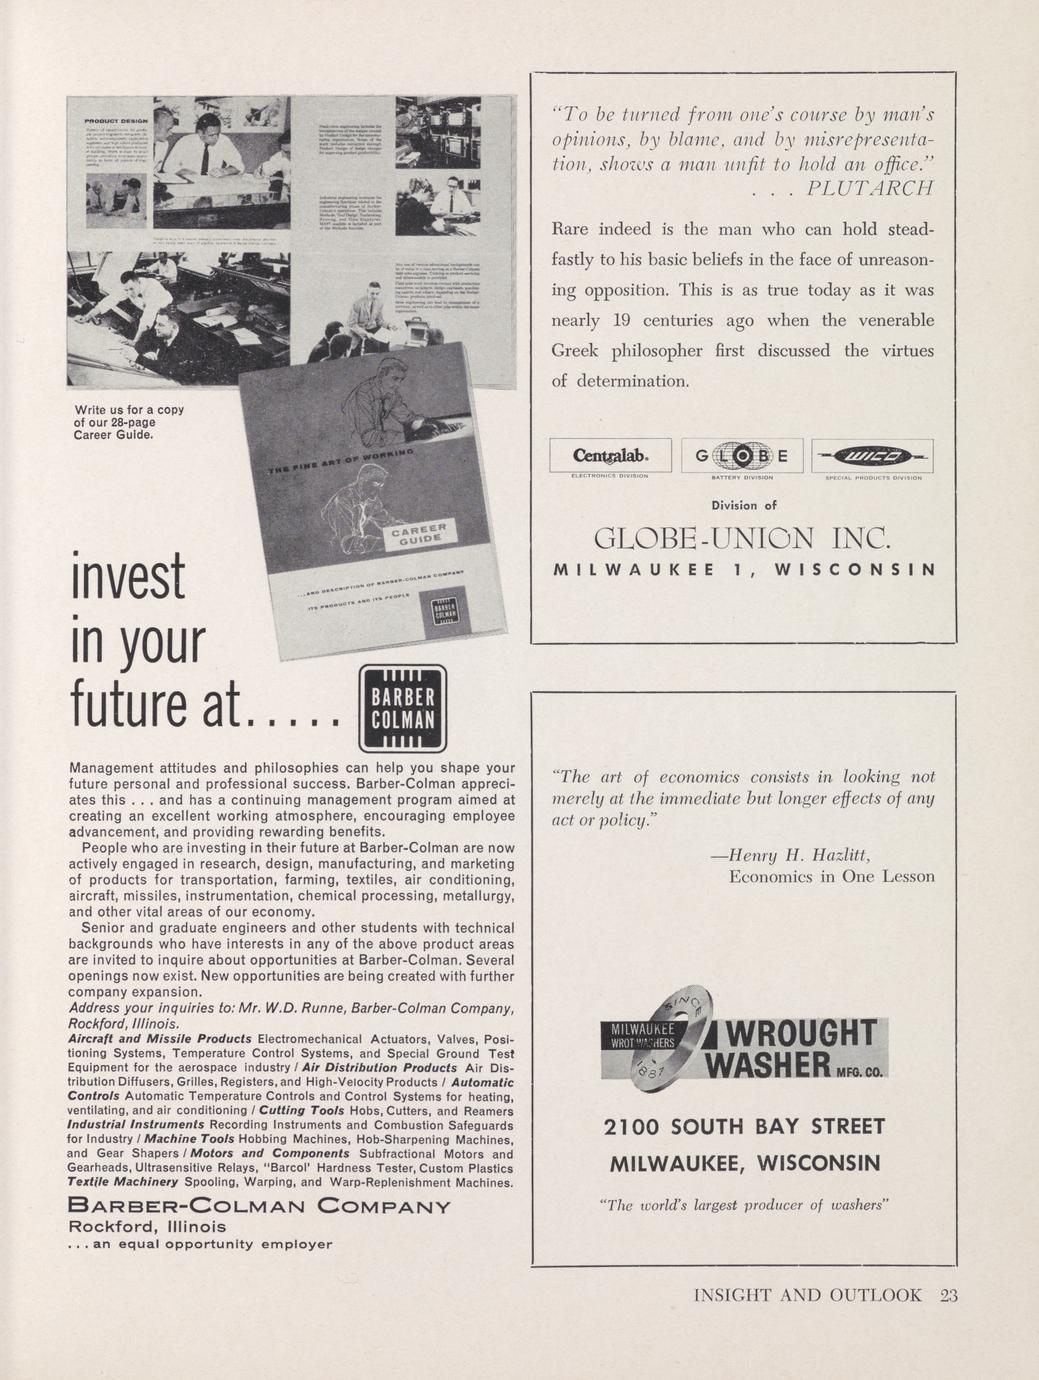 PRODUCT DESIGN
Write us for a copy
of our 28-page
Career Guide.
THE FINE ART OF WORKING
CAREER
GUIDE
...AND DESCRIPTION OF BARBER-COLMAN COMPANY
ITS PRODUCTS AND ITS PEOPLE
BARBER
COLMAN
invest
in your
future at.....
BARBER
COLMAN
Management attitudes and philosophies can help you shape your
future personal and professional success. Barber-Colman appreci-
ates this . . . and has a continuing management program aimed at
creating an excellent working atmosphere, encouraging employee
advancement, and providing rewarding benefits.
People who are investing in their future at Barber-Colman are now
actively engaged in research, design, manufacturing, and marketing
of products for transportation, farming, textiles, air conditioning,
aircraft, missiles, instrumentation, chemical processing, metallurgy,
and other vital areas of our economy.
Senior and graduate engineers and other students with technical
backgrounds who have interests in any of the above product areas
are invited to inquire about opportunities at Barber-Colman. Several
openings now exist. New opportunities are being created with further
company expansion.
Address your inquiries to: Mr. W.D. Runne, Barber-Colman Company,
Rockford, Illinois.
Aircraft and Missile Products Electromechanical Actuators, Valves, Posi-
tioning Systems, Temperature Control Systems, and Special Ground Test
Equipment for the aerospace industry / Air Distribution Products Air Dis-
tribution Diffusers, Grilles, Registers, and High-Velocity Products / Automatic
Controls Automatic Temperature Controls and Control Systems for heating,
ventilating, and air conditioning / Cutting Tools Hobs, Cutters, and Reamers
Industrial Instruments Recording Instruments and Combustion Safeguards
for Industry / Machine Tools Hobbing Machines, Hob-Sharpening Machines,
and Gear Shapers / Motors and Components Subfractional Motors and
Gearheads, Ultrasensitive Relays, "Barcol' Hardness Tester, Custom Plastics
Textile Machinery Spooling, Warping, and Warp-Replenishment Machines.
BARBER-COLMAN COMPANY
Rockford, Illinois
...an equal opportunity employer
"To be turned from one's course by man's
opinions, by blame, and by misrepresenta-
tion, shows a man unfit to hold an office."
. . . PLUTARCH
Rare indeed is the man who can hold stead-
fastly to his basic beliefs in the face of unreason-
ing opposition. This is as true today as it was
nearly 19 centuries ago when the venerable
Greek philosopher first discussed the virtues
of determination.
Centralab.
ELECTRONICS DIVISION
GLOBE
BATTERY DIVISION
WICO
SPECIAL PRODUCTS DIVISION
Division of
GLOBE-UNION INC.
MILWAUKEE 1, WISCONSIN
"The art of economics consists in looking not
merely at the immediate but longer effects of any
act or policy."
—Henry H. Hazlitt,
Economics in One Lesson
SINCE
1887
MILWAUKEE
WROT WASHERS
WROUGHT
WASHER MFG. CO.
2100 SOUTH BAY STREET
MILWAUKEE, WISCONSIN
"The world's largest producer of washers"
INSIGHT AND OUTLOOK 23